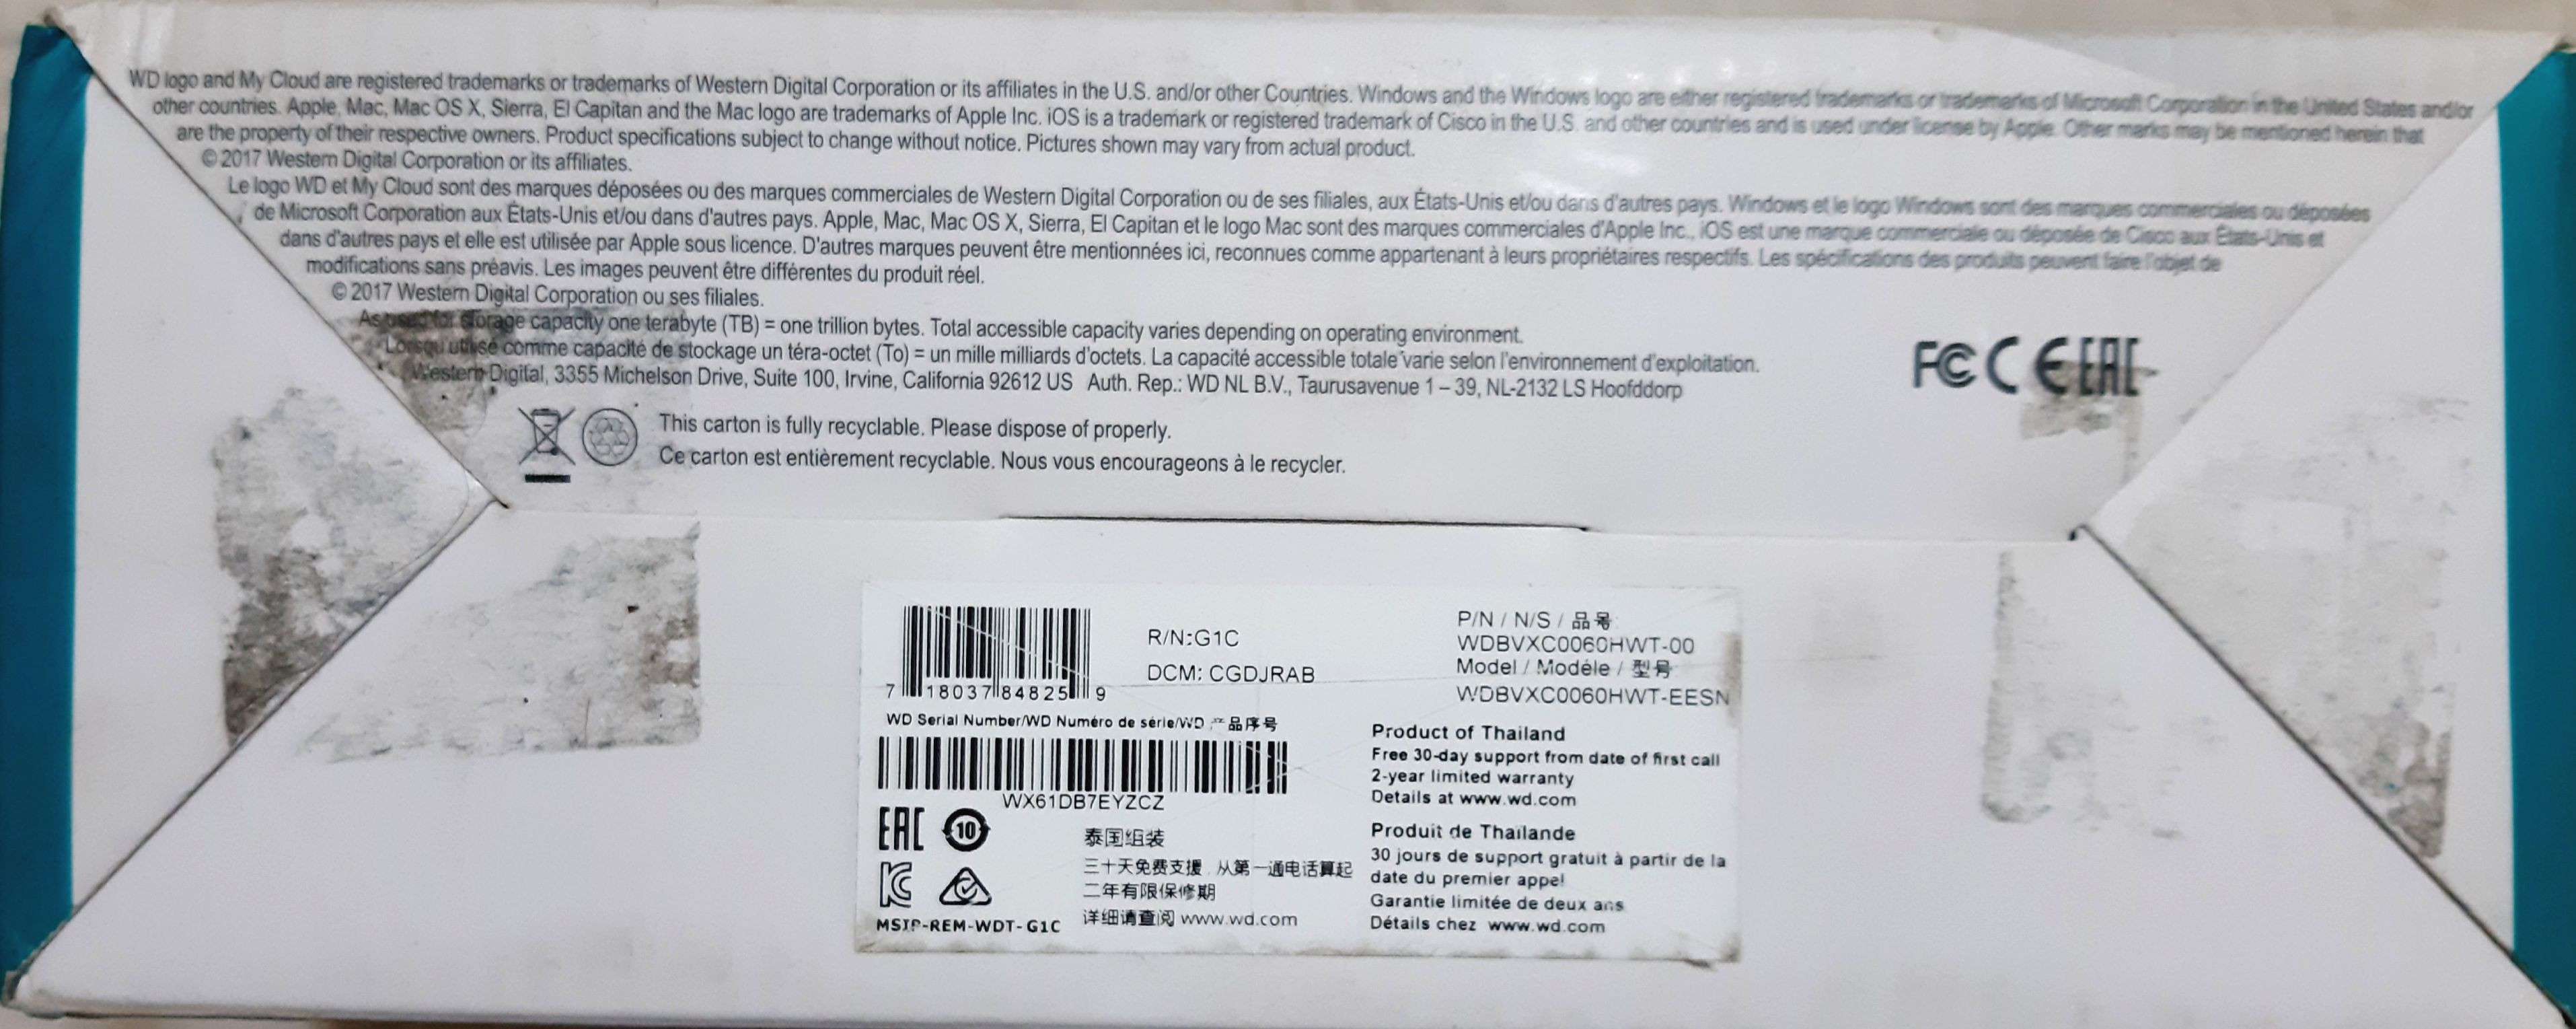 WD logo and My Cloud are registered trademarks or trademarks of Western Digital Corporation or its affiliates in the U.S. and/or other Countries. Windows and the Windows logo are either registered trademarks or trademarks of Microsoft Corporation in the United States and/or
other countries. Apple, Mac, Mac OS X, Sierra, El Capitan and the Mac logo are trademarks of Apple Inc. iOS is a trademark or registered trademark of Cisco in the U.S. and other countries and is used under license by Apple. Other marks may be mentioned herein that
are the property of their respective owners. Product specifications subject to change without notice. Pictures shown may vary from actual product.
© 2017 Western Digital Corporation or its affiliates.
Le logo WD et My Cloud sont des marques déposées ou des marques commerciales de Western Digital Corporation ou de ses filiales, aux États-Unis et/ou dans d'autres pays. Windows et le logo Windows sont des marques commerciales ou déposées
de Microsoft Corporation aux États-Unis et/ou dans d'autres pays. Apple, Mac, Mac OS X, Sierra, El Capitan et le logo Mac sont des marques commerciales d'Apple Inc., iOS est une marque commerciale ou déposée de Cisco aux États-Unis et
dans d'autres pays et elle est utilisée par Apple sous licence. D'autres marques peuvent être mentionnées ici, reconnues comme appartenant à leurs propriétaires respectifs. Les spécifications des produits peuvent faire l'objet de
modifications sans préavis. Les images peuvent être différentes du produit réel.
© 2017 Western Digital Corporation ou ses filiales.
As used for storage capacity one terabyte (TB) = one trillion bytes. Total accessible capacity varies depending on operating environment.
Lorsqu'utilisé comme capacité de stockage un téra-octet (To) = un mille milliards d'octets. La capacité accessible totale varie selon l'environnement d'exploitation.
Western Digital, 3355 Michelson Drive, Suite 100, Irvine, California 92612 US Auth. Rep.: WD NL B.V., Taurusavenue 1 – 39, NL-2132 LS Hoofddorp
FC CE EAC
This carton is fully recyclable. Please dispose of properly.
Ce carton est entièrement recyclable. Nous vous encourageons à le recycler.
7 18037 84825 9
R/N:G1C
DCM: CGDJRAB
P/N / N/S / 品号
WDBVXC0060HWT-00
Model / Modéle / 型号
WDBVXC0060HWT-EESN
WD Serial Number/WD Numéro de série/WD 产品序号
WX61DB7EYZCZ
EAC 10
MSIP-REM-WDT-G1C
泰国组装
三十天免费支援 从第一通电话算起
二年有限保修期
详细请查阅 www.wd.com
Product of Thailand
Free 30-day support from date of first call
2-year limited warranty
Details at www.wd.com
Produit de Thaïlande
30 jours de support gratuit à partir de la
date du premier appel
Garantie limitée de deux ans
Détails chez www.wd.com